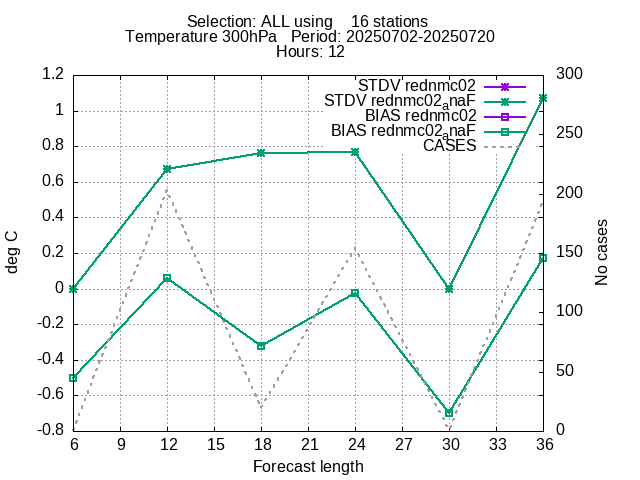 Selection: ALL using    16 stations
Temperature 300hPa   Period: 20250702-20250720
Hours: 12
STDV rednmc02
STDV rednmc02anaF
BIAS rednmc02
BIAS rednmc02anaF
CASES
deg C
1.2
1
0.8
0.6
0.4
0.2
0
-0.2
-0.4
-0.6
-0.8
300
250
200
150
100
50
0
No cases
6 9 12 15 18 21 24 27 30 33 36
Forecast length